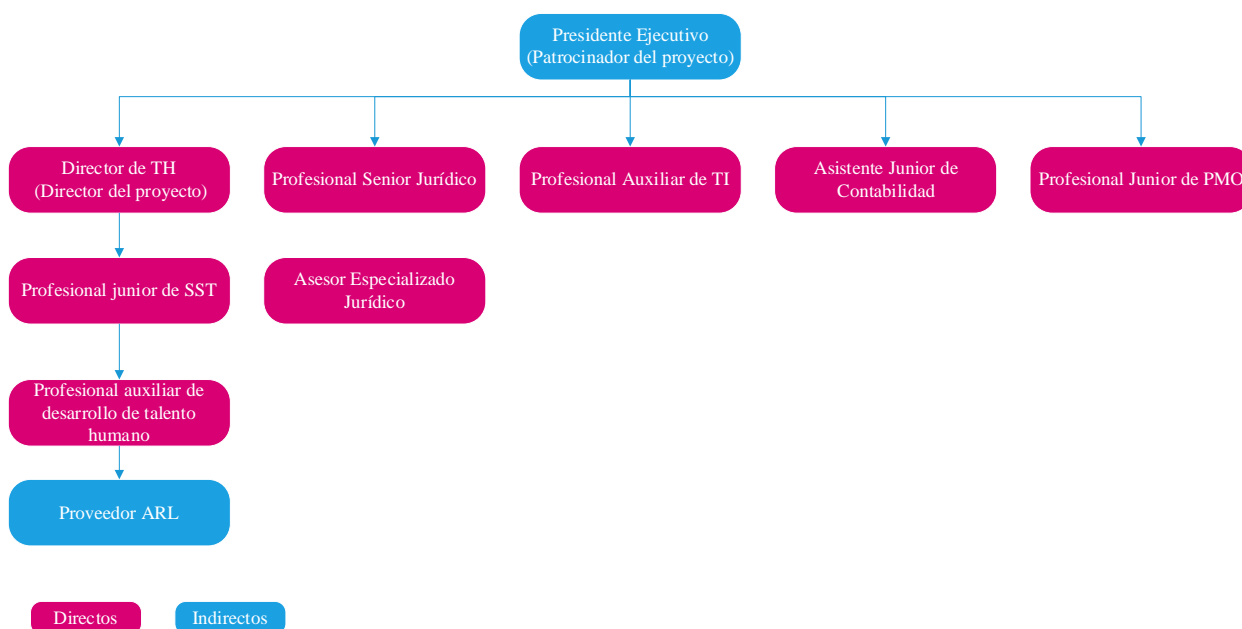 Presidente Ejecutivo
(Patrocinador del proyecto)
Director de TH
(Director del proyecto)
Profesional Senior Jurídico
Profesional Auxiliar de TI
Asistente Junior de
Contabilidad
Profesional Junior de PMO
Profesional junior de SST
Asesor Especializado
Jurídico
Profesional auxiliar de
desarrollo de talento
humano
Proveedor ARL
Directos
Indirectos